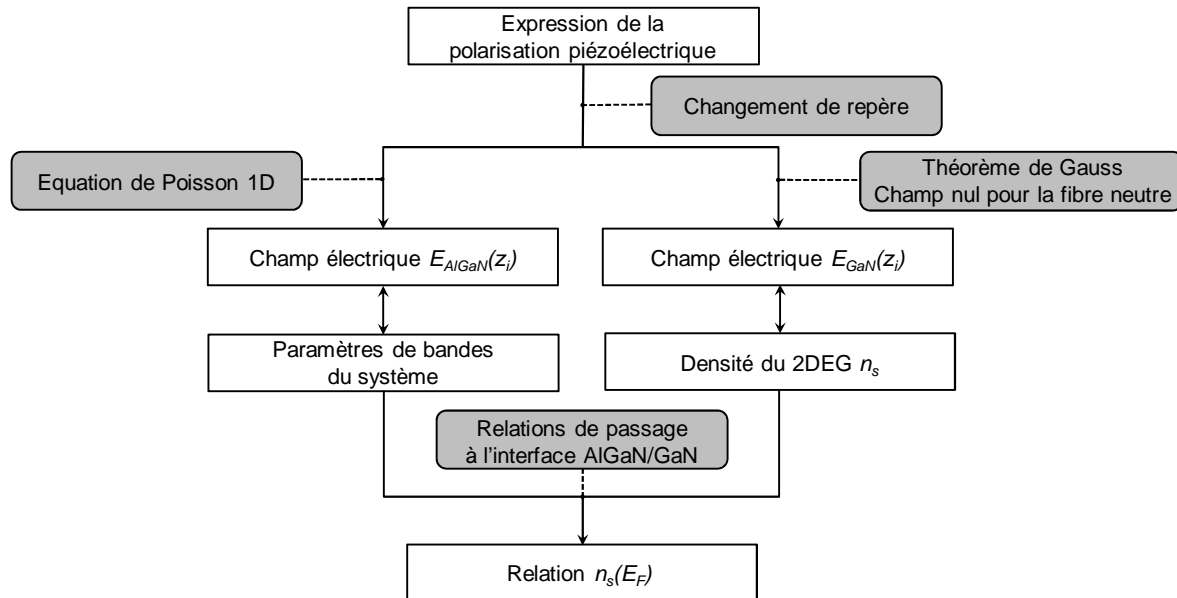 Expression de la
polarisation piézoélectrique
Changement de repère
Equation de Poisson 1D
Théorème de Gauss
Champ nul pour la fibre neutre
Champ électrique E_AlGaN(z_i)
Champ électrique E_GaN(z_i)
Paramètres de bandes
du système
Densité du 2DEG n_s
Relations de passage
à l'interface AlGaN/GaN
Relation n_s(E_F)